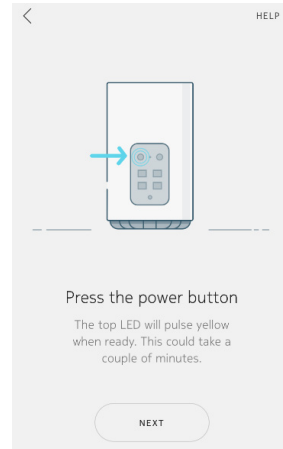 HELP
Press the power button
The top LED will pulse yellow
when ready. This could take a
couple of minutes.
NEXT